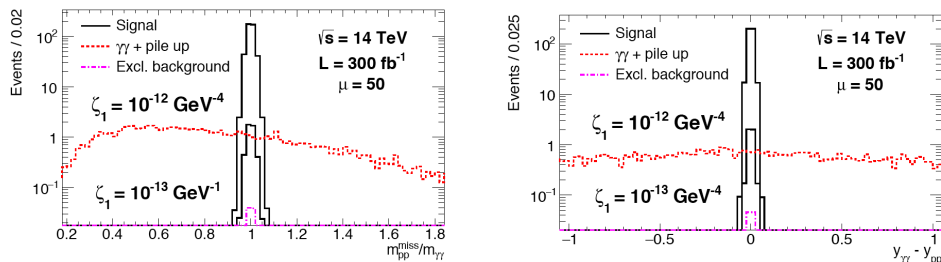 Events / 0.02
10²
10
1
10⁻¹
Signal
γγ + pile up
Excl. background
√s = 14 TeV
L = 300 fb⁻¹
μ = 50
ζ₁ = 10⁻¹² GeV⁻⁴
ζ₁ = 10⁻¹³ GeV⁻¹
0.2 0.4 0.6 0.8 1 1.2 1.4 1.6 1.8
m_pp^miss/m_γγ
Events / 0.025
10²
10
1
10⁻¹
Signal
γγ + pile up
Excl. background
√s = 14 TeV
L = 300 fb⁻¹
μ = 50
ζ₁ = 10⁻¹² GeV⁻⁴
ζ₁ = 10⁻¹³ GeV⁻⁴
−1 −0.5 0 0.5 1
y_γγ - y_pp